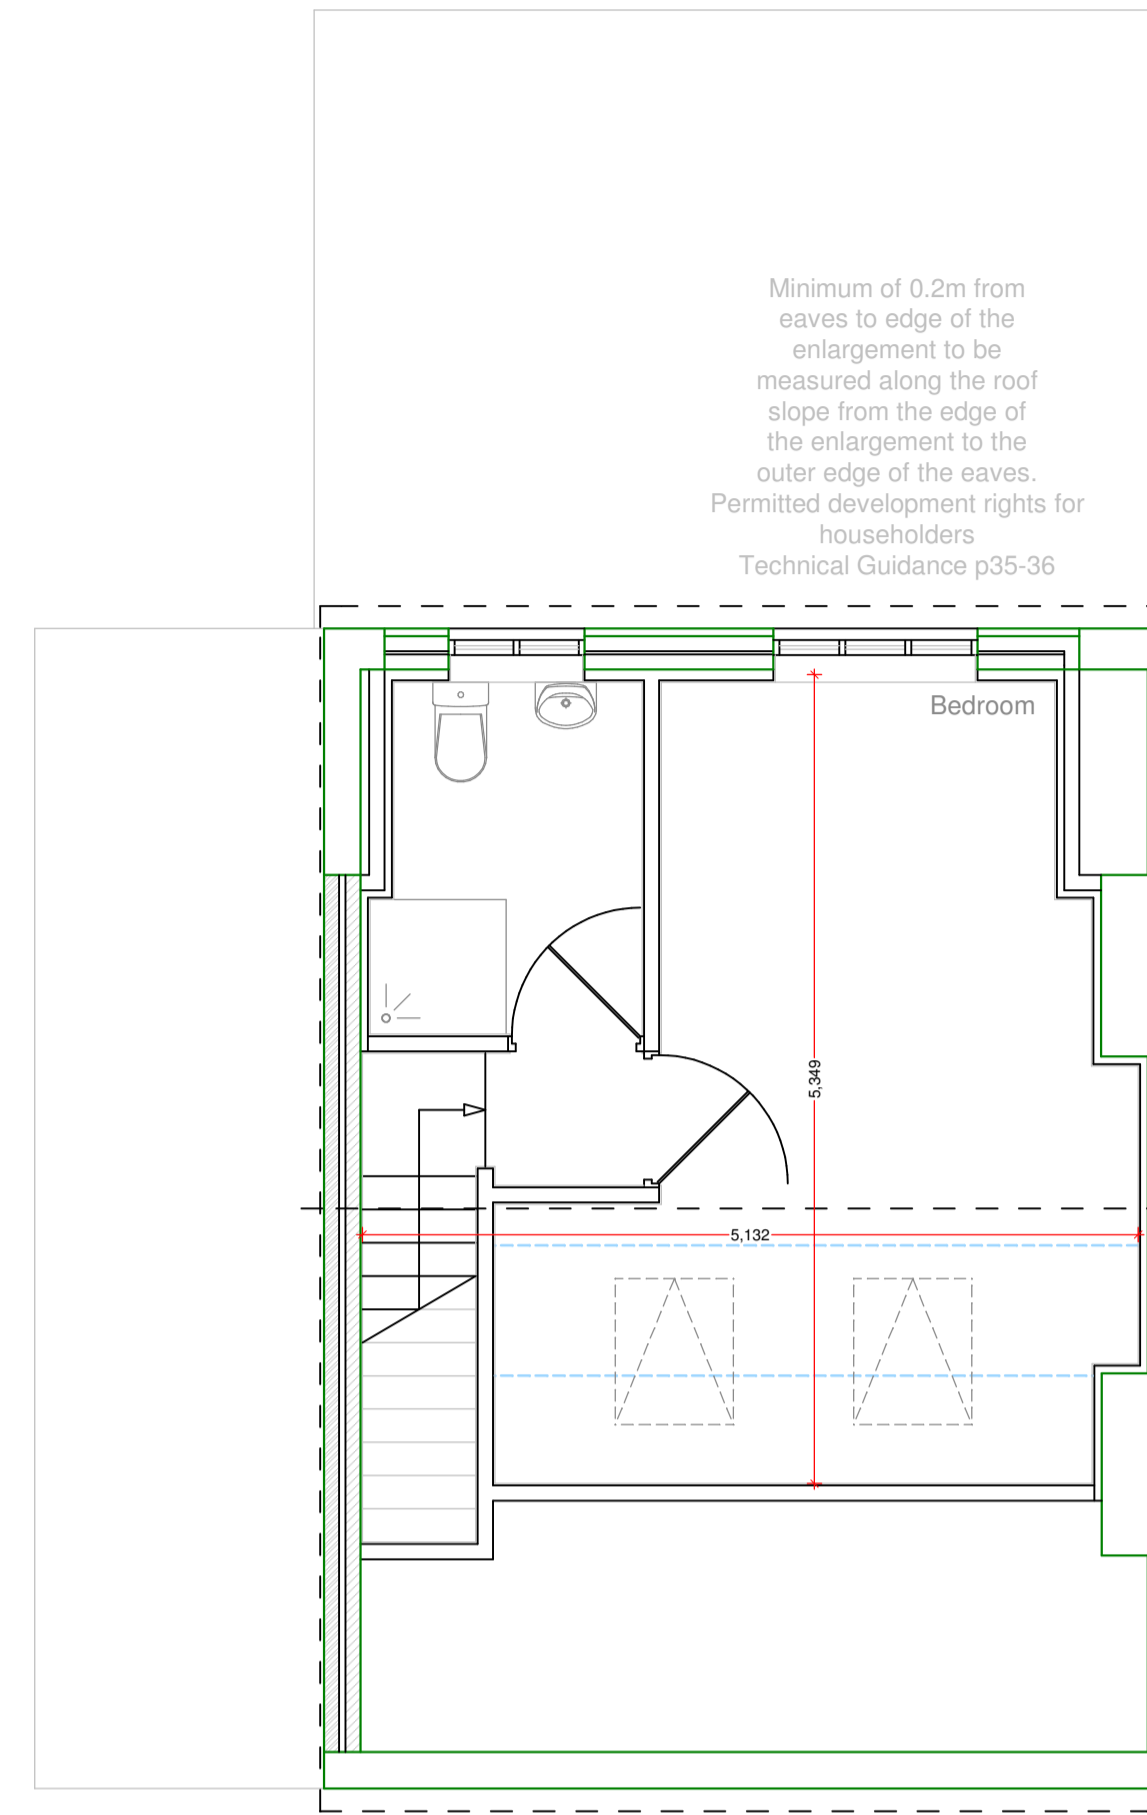 Minimum of 0.2m from
eaves to edge of the
enlargement to be
measured along the roof
slope from the edge of
the enlargement to the
outer edge of the eaves.
Permitted development rights for
householders
Technical Guidance p35-36
Bedroom
5,349
5,132